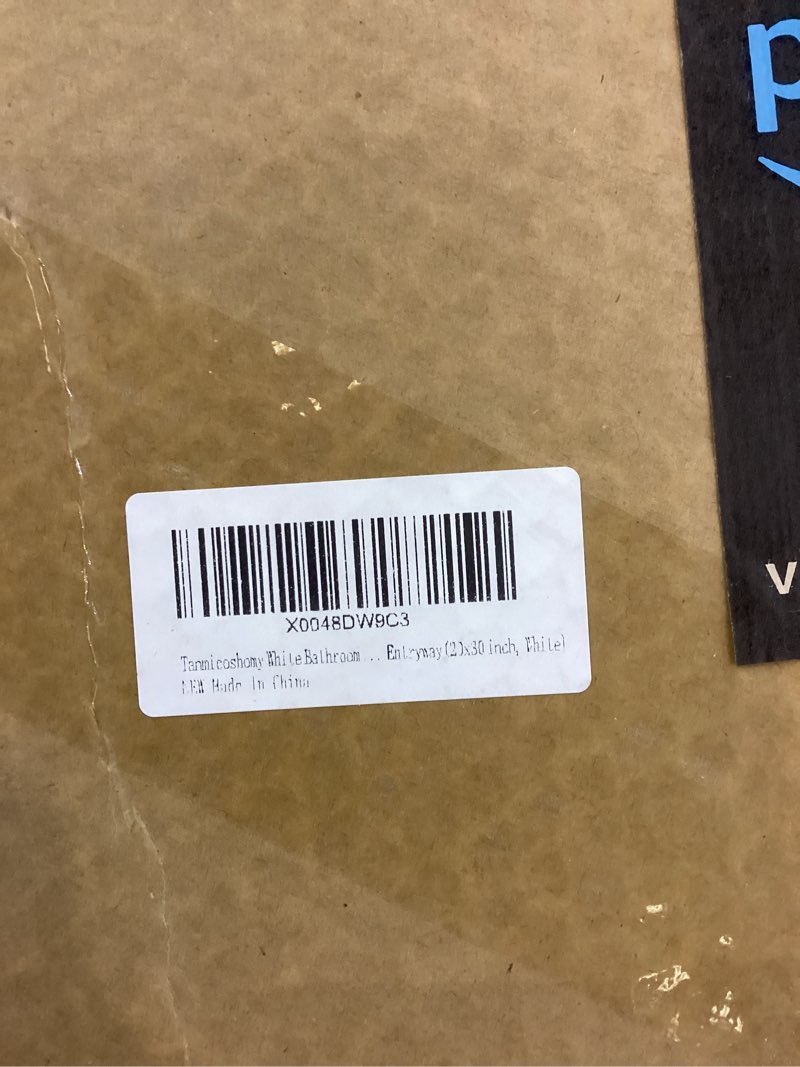 p
X0048DW9C3
Tanmicoshomy White Bathroom ... Entryway(20x30 inch, White)
NEW Made In China
v